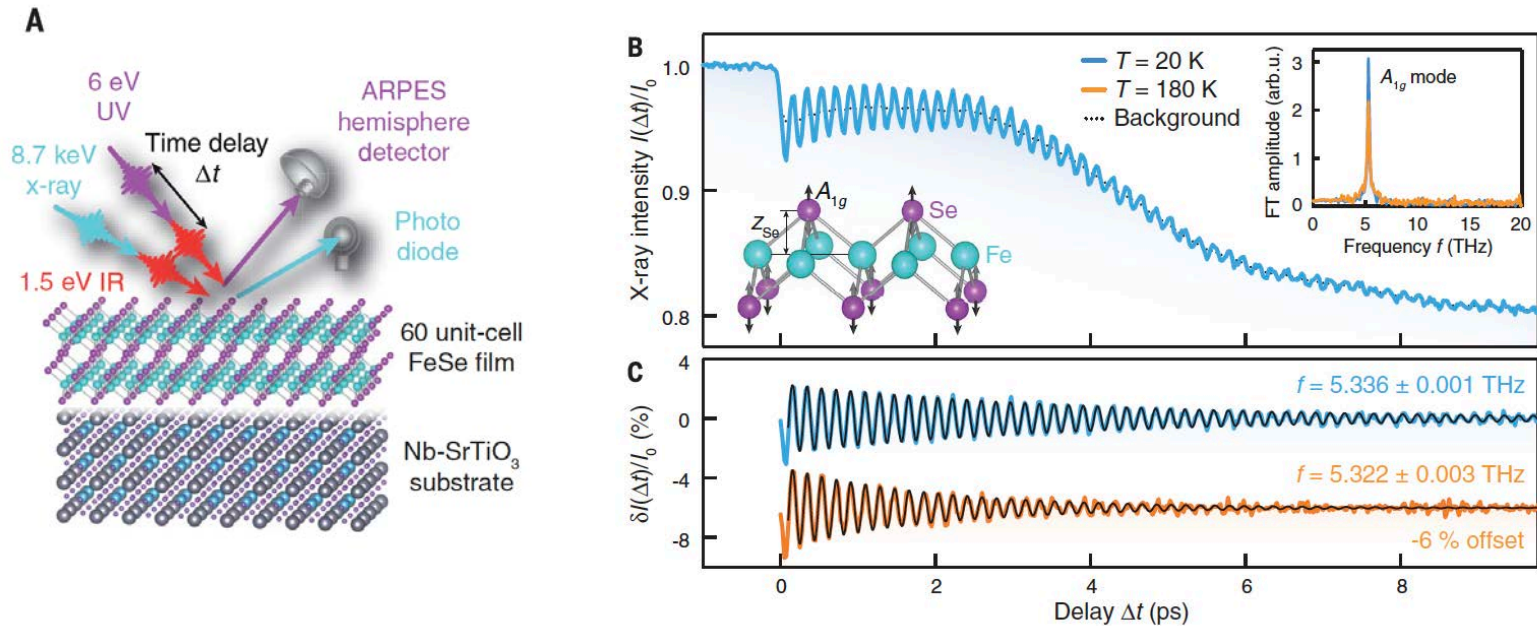 A
6 eV
UV
8.7 keV
x-ray
Time delay
Δt
ARPES
hemisphere
detector
Photo
diode
1.5 eV IR
60 unit-cell
FeSe film
Nb-SrTiO3
substrate
B
X-ray intensity I(Δt)/I0
1.0
0.9
0.8
T = 20 K
T = 180 K
Background
A1g
ZSe
Se
Fe
FT amplitude (arb.u.)
3
2
1
0
A1g mode
0 5 10 15 20
Frequency f (THz)
C
δI(Δt)/I0 (%)
4
0
-4
-8
f = 5.336 ± 0.001 THz
f = 5.322 ± 0.003 THz
-6 % offset
0 2 4 6 8
Delay Δt (ps)